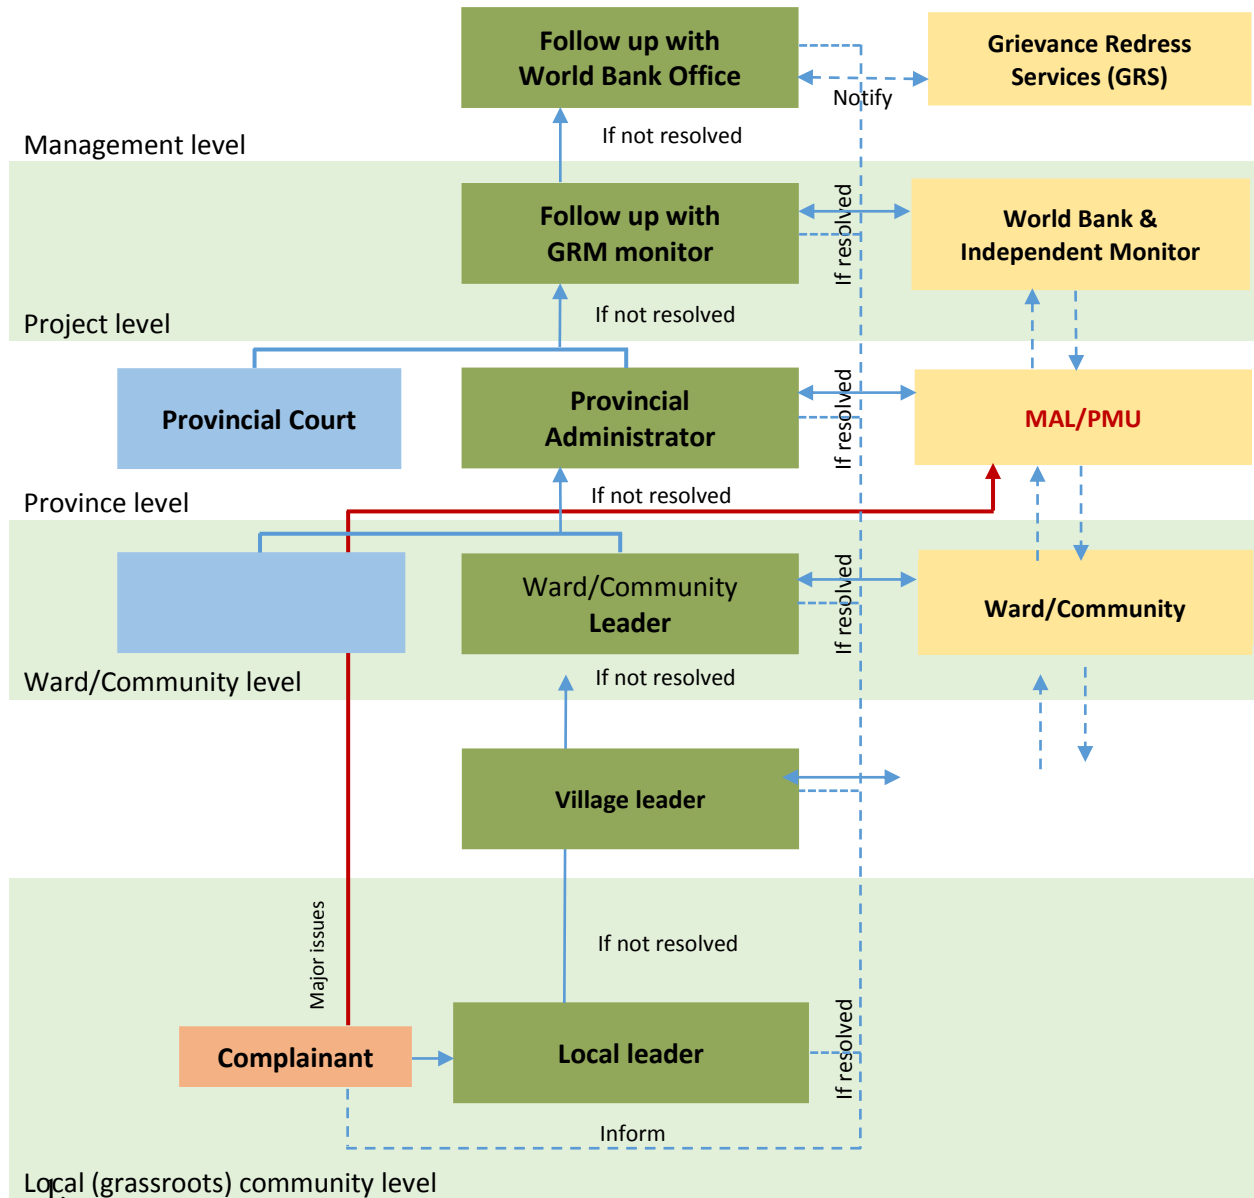 Follow up with
World Bank Office
Grievance Redress
Services (GRS)
Notify
If not resolved
Management level
Follow up with
GRM monitor
If resolved
World Bank &
Independent Monitor
If not resolved
Project level
Provincial Court
Provincial
Administrator
If resolved
MAL/PMU
If not resolved
Province level
Ward/Community
Leader
If resolved
Ward/Community
If not resolved
Ward/Community level
Village leader
Major issues
If not resolved
Complainant
Local leader
If resolved
Inform
Local (grassroots) community level